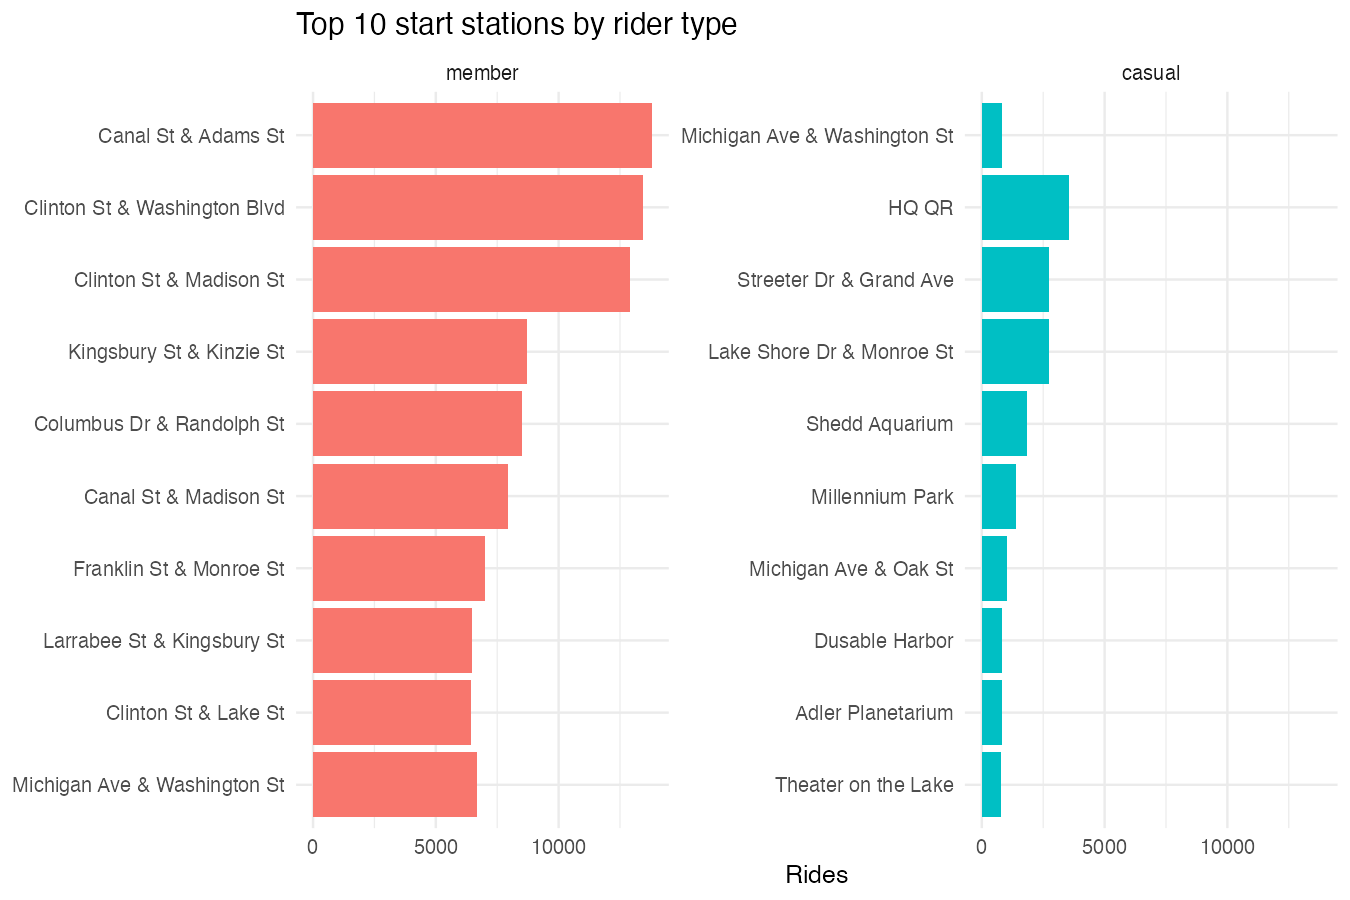 Top 10 start stations by rider type
member
Canal St & Adams St
Clinton St & Washington Blvd
Clinton St & Madison St
Kingsbury St & Kinzie St
Columbus Dr & Randolph St
Canal St & Madison St
Franklin St & Monroe St
Larrabee St & Kingsbury St
Clinton St & Lake St
Michigan Ave & Washington St
0 5000 10000
casual
Michigan Ave & Washington St
HQ QR
Streeter Dr & Grand Ave
Lake Shore Dr & Monroe St
Shedd Aquarium
Millennium Park
Michigan Ave & Oak St
Dusable Harbor
Adler Planetarium
Theater on the Lake
0 5000 10000
Rides